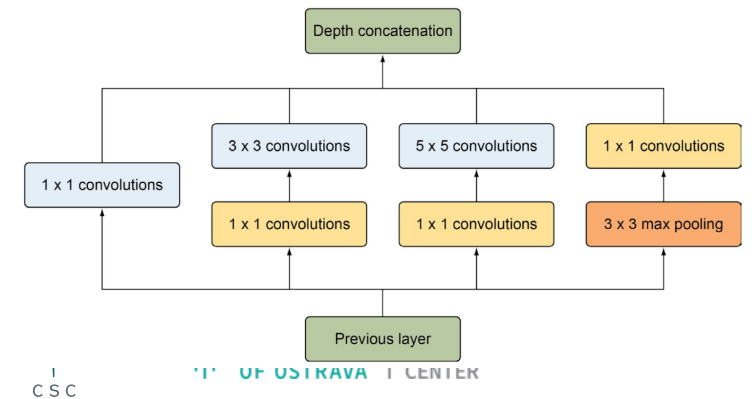 Depth concatenation
3 x 3 convolutions
5 x 5 convolutions
1 x 1 convolutions
1 x 1 convolutions
1 x 1 convolutions
1 x 1 convolutions
3 x 3 max pooling
Previous layer
OF OSTRAVA CENTER
CSC